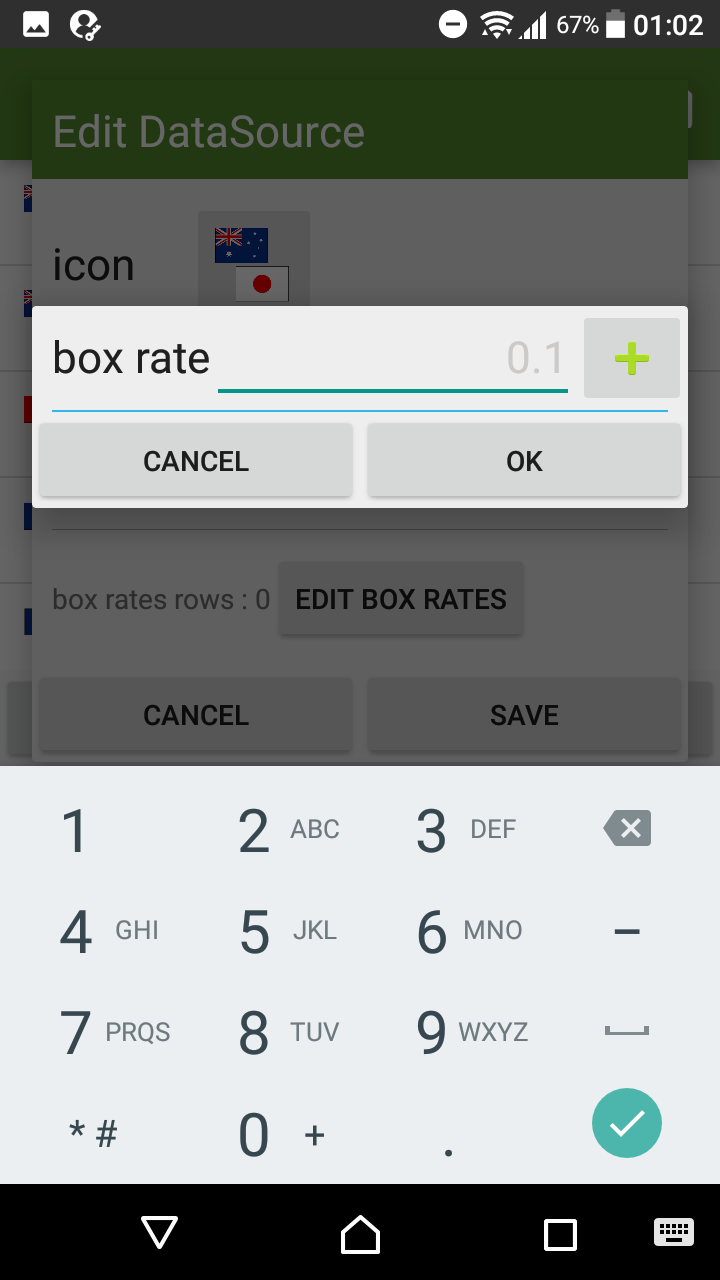 67% 01:02
Edit DataSource
icon
box rate 0.1
CANCEL OK
box rates rows : 0 EDIT BOX RATES
CANCEL SAVE
1 2 ABC 3 DEF
4 GHI 5 JKL 6 MNO –
7 PRQS 8 TUV 9 WXYZ
* # 0 + .